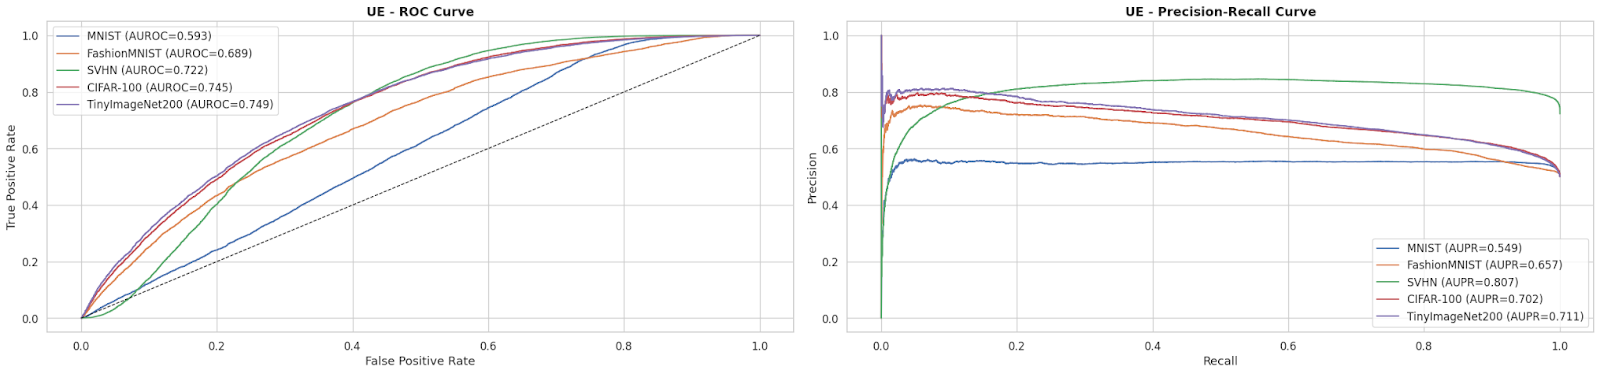 UE - ROC Curve
MNIST (AUROC=0.593)
FashionMNIST (AUROC=0.689)
SVHN (AUROC=0.722)
CIFAR-100 (AUROC=0.745)
TinyImageNet200 (AUROC=0.749)
True Positive Rate
1.0
0.8
0.6
0.4
0.2
0.0
0.0 0.2 0.4 0.6 0.8 1.0
False Positive Rate
UE - Precision-Recall Curve
Precision
1.0
0.8
0.6
0.4
0.2
0.0
MNIST (AUPR=0.549)
FashionMNIST (AUPR=0.657)
SVHN (AUPR=0.807)
CIFAR-100 (AUPR=0.702)
TinyImageNet200 (AUPR=0.711)
0.0 0.2 0.4 0.6 0.8 1.0
Recall